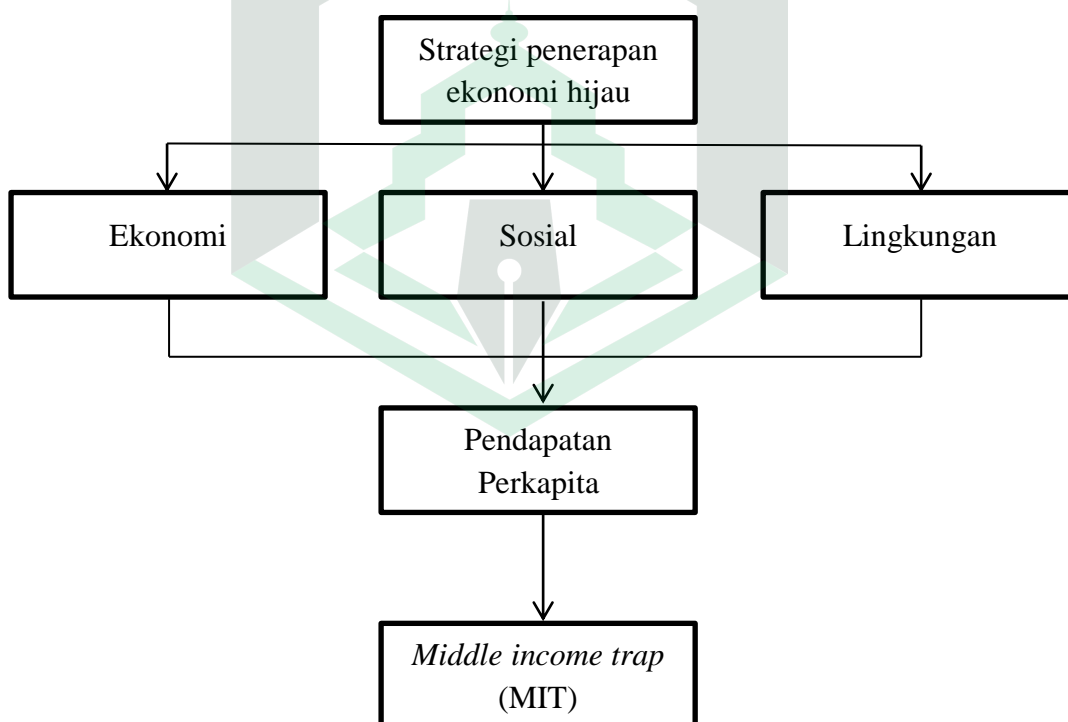 Strategi penerapan
ekonomi hijau
Ekonomi
Sosial
Lingkungan
Pendapatan
Perkapita
Middle income trap
(MIT)